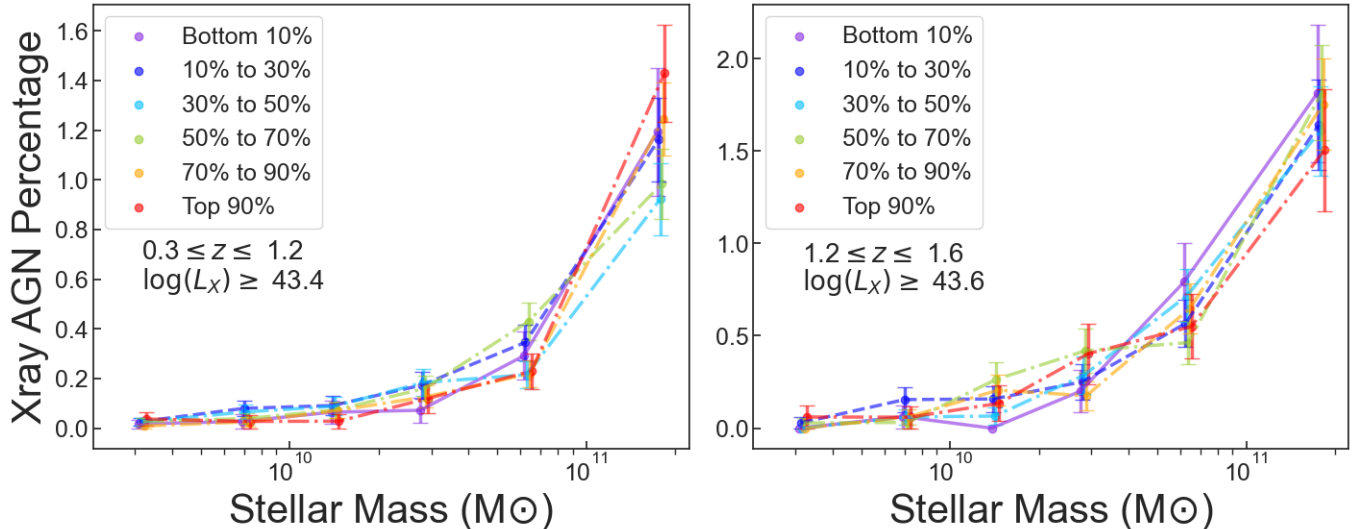 Xray AGN Percentage
1.6
1.4
1.2
1.0
0.8
0.6
0.4
0.2
0.0
Bottom 10%
10% to 30%
30% to 50%
50% to 70%
70% to 90%
Top 90%
0.3 ≤ z ≤ 1.2
log(L_X) ≥ 43.4
10^10
10^11
Stellar Mass (M⊙)
2.0
1.5
1.0
0.5
0.0
Bottom 10%
10% to 30%
30% to 50%
50% to 70%
70% to 90%
Top 90%
1.2 ≤ z ≤ 1.6
log(L_X) ≥ 43.6
10^10
10^11
Stellar Mass (M⊙)